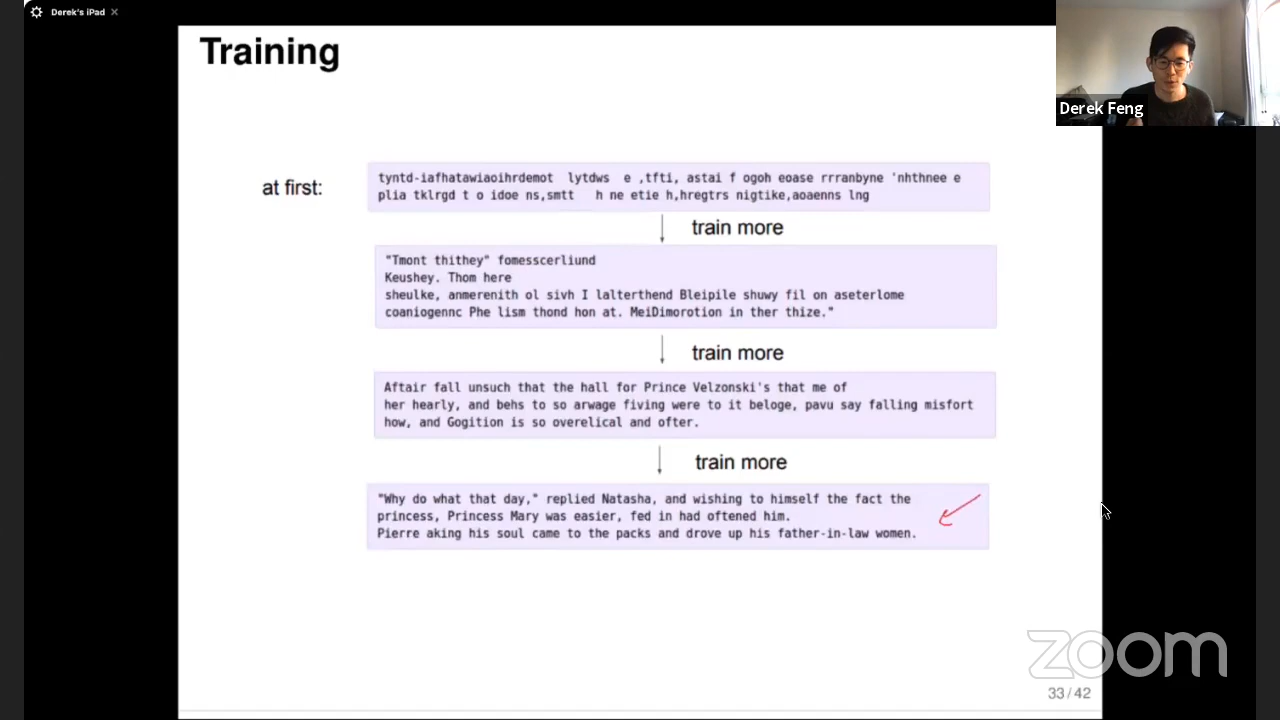 Derek's iPad
Training
Derek Feng
at first:
tyntd-iafhatawiaoihrdemot lytdws e ,tfti, astai f ogoh eoase rrranbyne 'nhthnee e
plia tklrgd t o idoe ns,smtt h ne etie h,hregtrs nigtike,aoaenns lng
train more
"Tmont thithey" fomesscerliund
Keushey. Thom here
sheulke, anmerenith ol sivh I lalterthend Bleipile shuwy fil on aseterlome
coaniogennc Phe lism thond hon at. MeiDimorotion in ther thize."
train more
Aftair fall unsuch that the hall for Prince Velzonski's that me of
her hearly, and behs to so arwage fiving were to it beloge, pavu say falling misfort
how, and Gogition is so overelical and ofter.
train more
"Why do what that day," replied Natasha, and wishing to himself the fact the
princess, Princess Mary was easier, fed in had oftened him.
Pierre aking his soul came to the packs and drove up his father-in-law women.
zoom
33/42